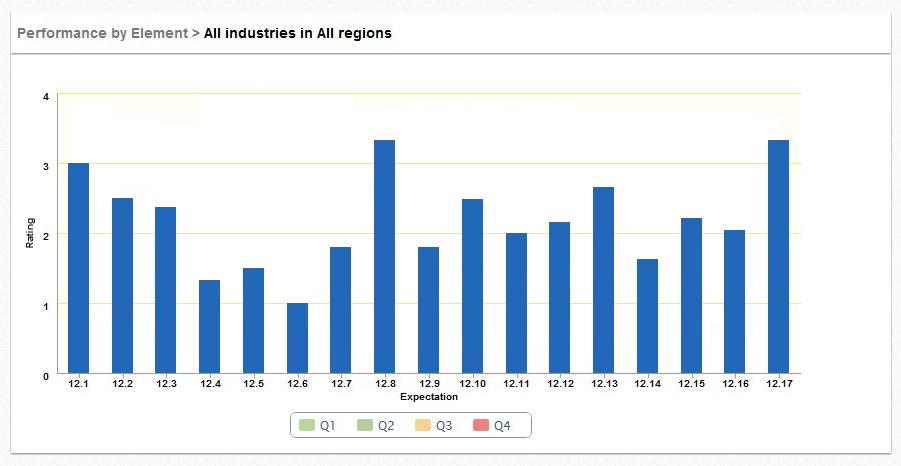 Performance by Element > All industries in All regions
4
3
2
1
0
Rating
12.1 12.2 12.3 12.4 12.5 12.6 12.7 12.8 12.9 12.10 12.11 12.12 12.13 12.14 12.15 12.16 12.17
Expectation
Q1 Q2 Q3 Q4